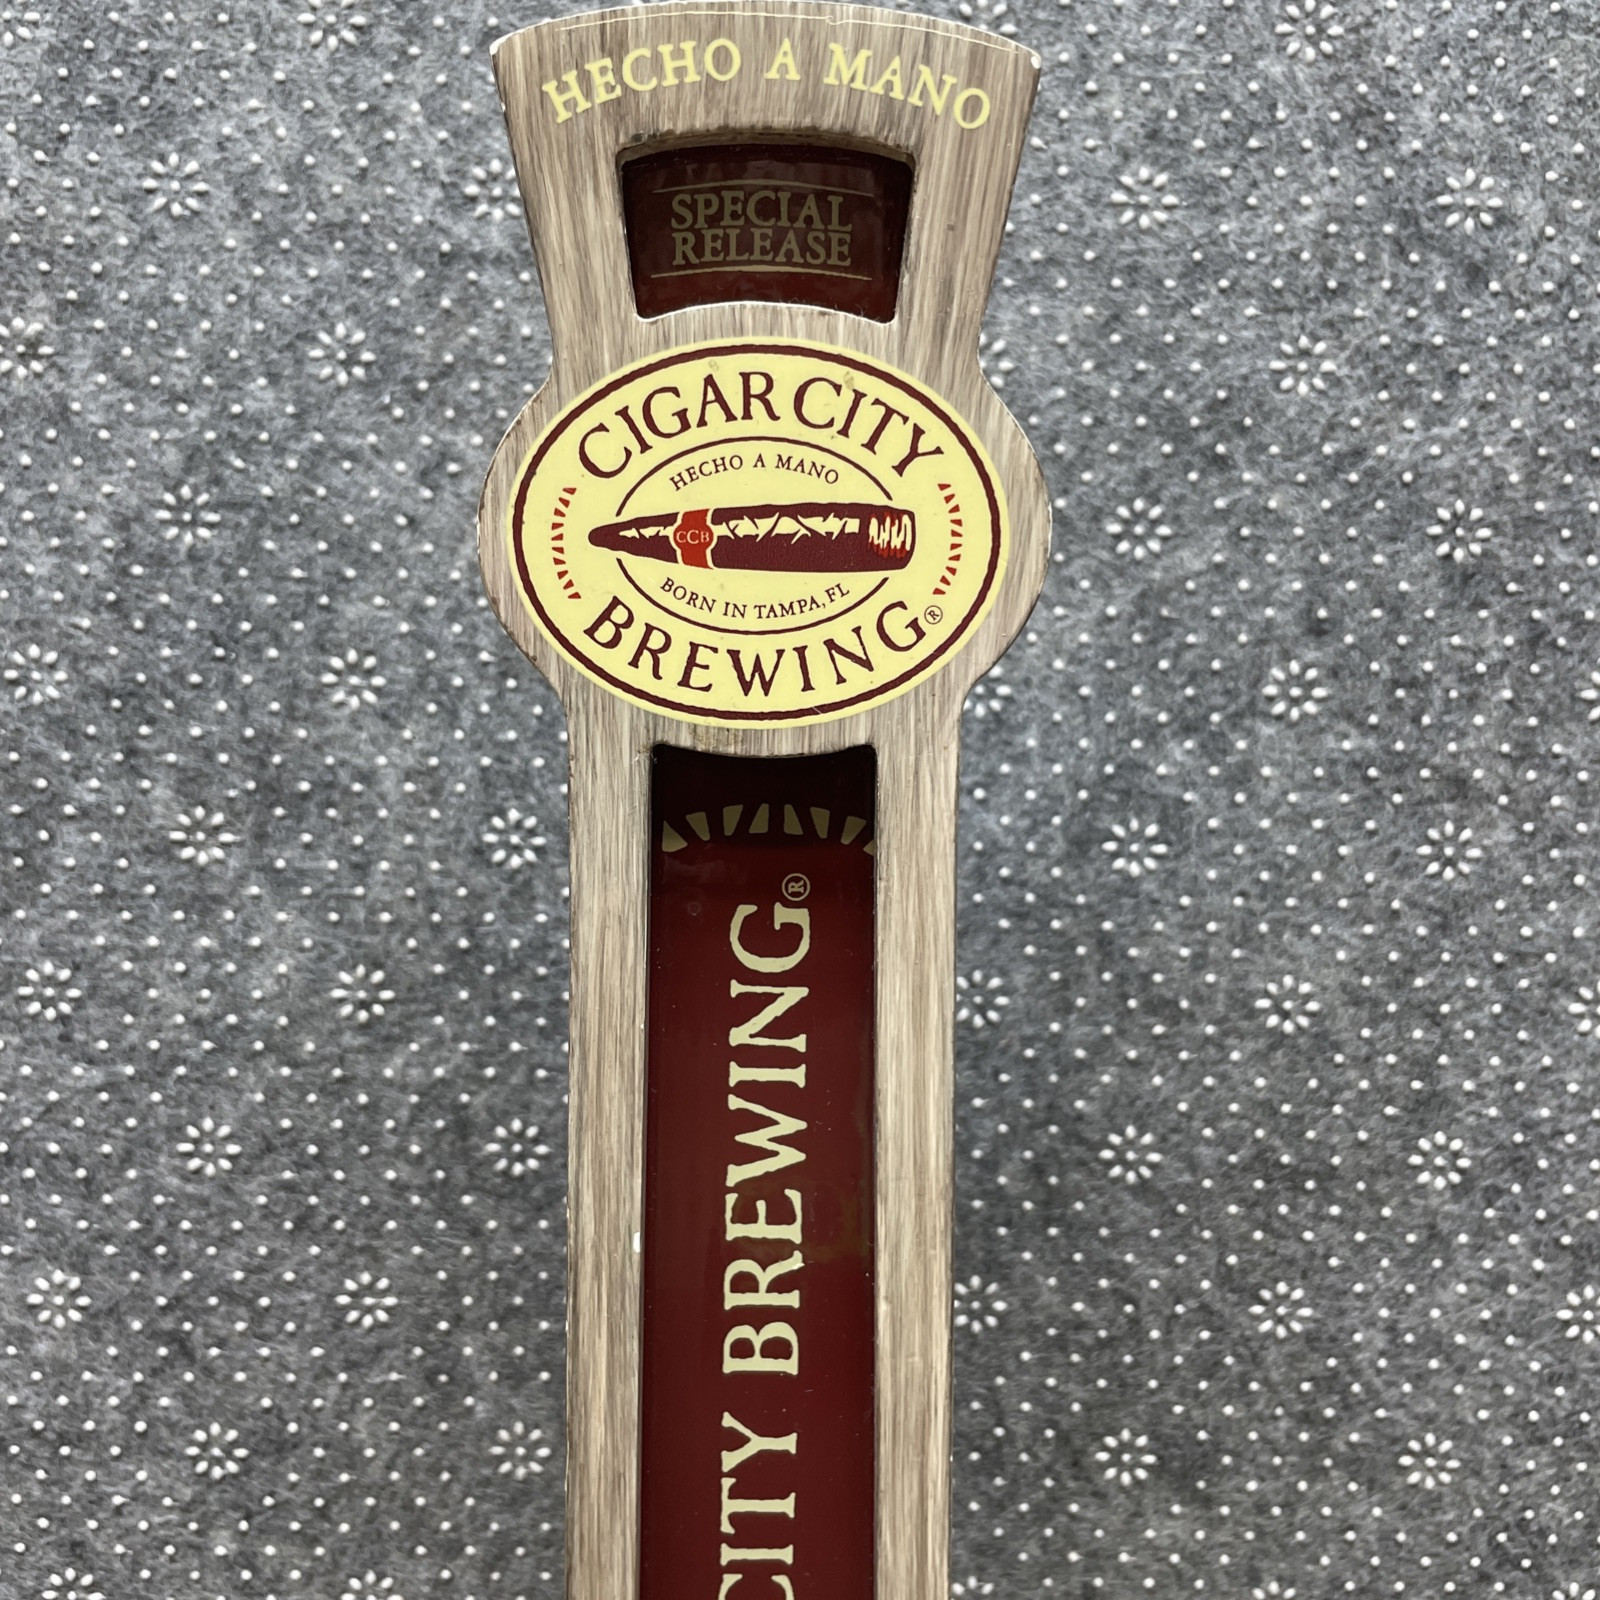 HECHO A MANO
SPECIAL
RELEASE
CIGAR CITY
HECHO A MANO
CCB
BORN IN TAMPA, FL
BREWING®
CITY BREWING®